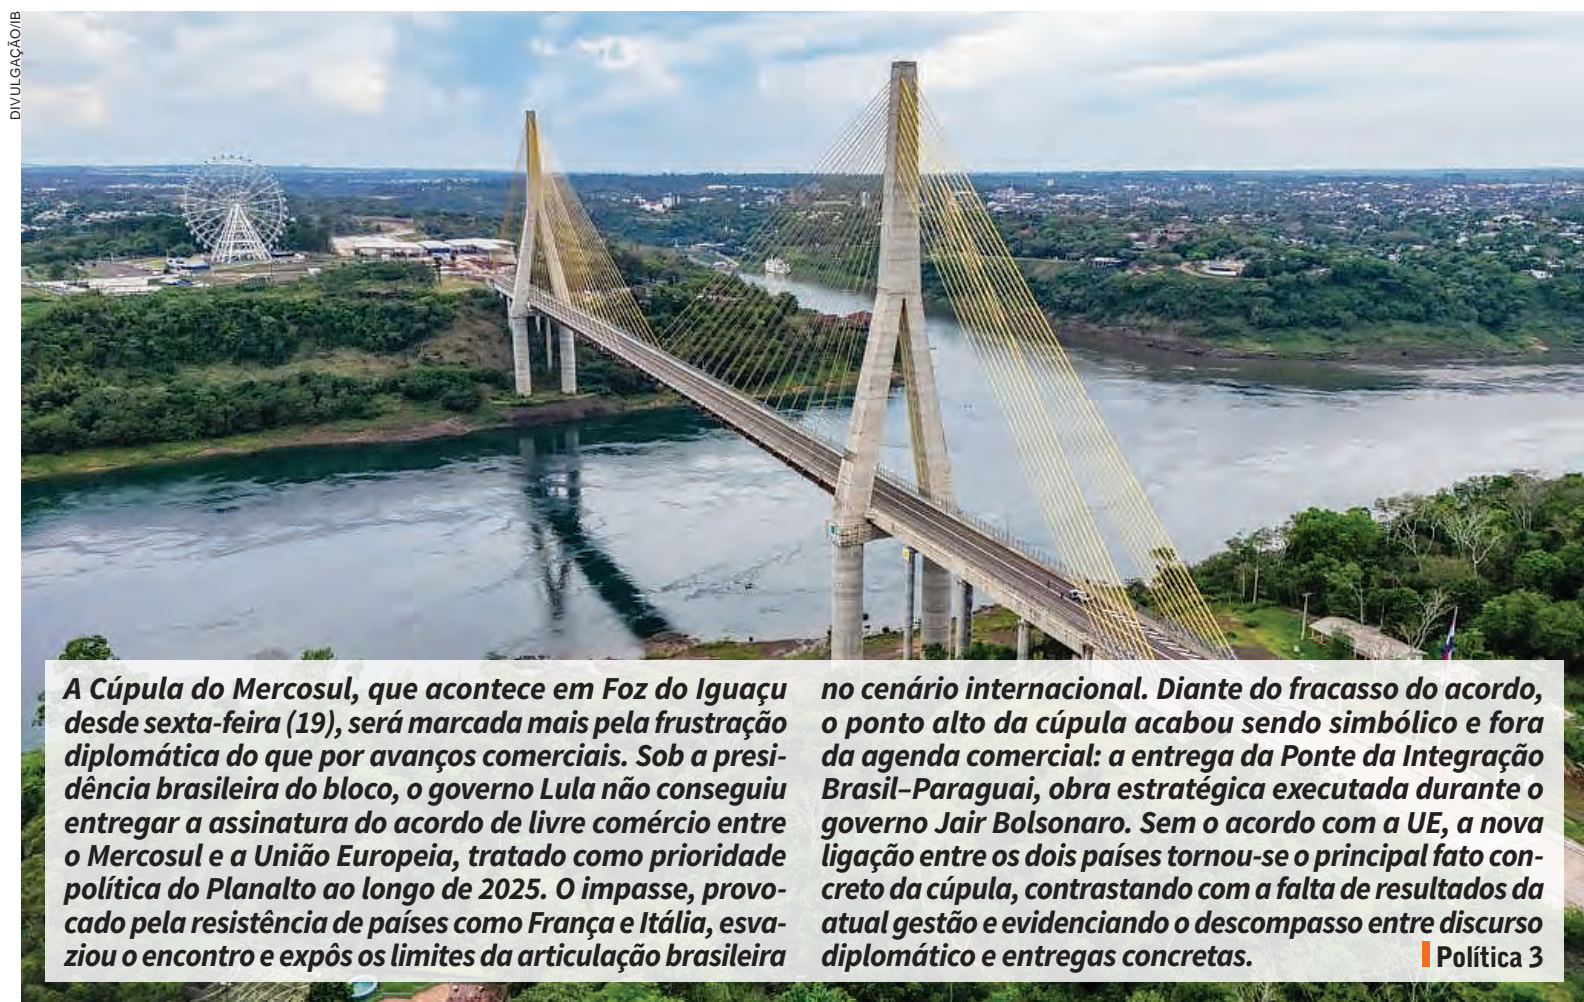 DIVULGAÇÃO/IB
A Cúpula do Mercosul, que acontece em Foz do Iguaçu
desde sexta-feira (19), será marcada mais pela frustração
diplomática do que por avanços comerciais. Sob a presi-
dência brasileira do bloco, o governo Lula não conseguiu
entregar a assinatura do acordo de livre comércio entre
o Mercosul e a União Europeia, tratado como prioridade
política do Planalto ao longo de 2025. O impasse, provo-
cado pela resistência de países como França e Itália, esva-
ziou o encontro e expôs os limites da articulação brasileira
no cenário internacional. Diante do fracasso do acordo,
o ponto alto da cúpula acabou sendo simbólico e fora
da agenda comercial: a entrega da Ponte da Integração
Brasil–Paraguai, obra estratégica executada durante o
governo Jair Bolsonaro. Sem o acordo com a UE, a nova
ligação entre os dois países tornou-se o principal fato con-
creto da cúpula, contrastando com a falta de resultados da
atual gestão e evidenciando o descompasso entre discurso
diplomático e entregas concretas.
Política 3